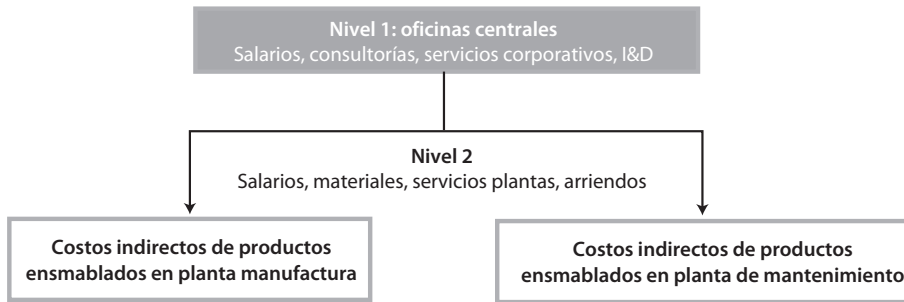 Nivel 1: oficinas centrales
Salarios, consultorías, servicios corporativos, I&D
Nivel 2
Salarios, materiales, servicios plantas, arriendos
Costos indirectos de productos
ensmablados en planta manufactura
Costos indirectos de productos
ensmablados en planta de mantenimiento